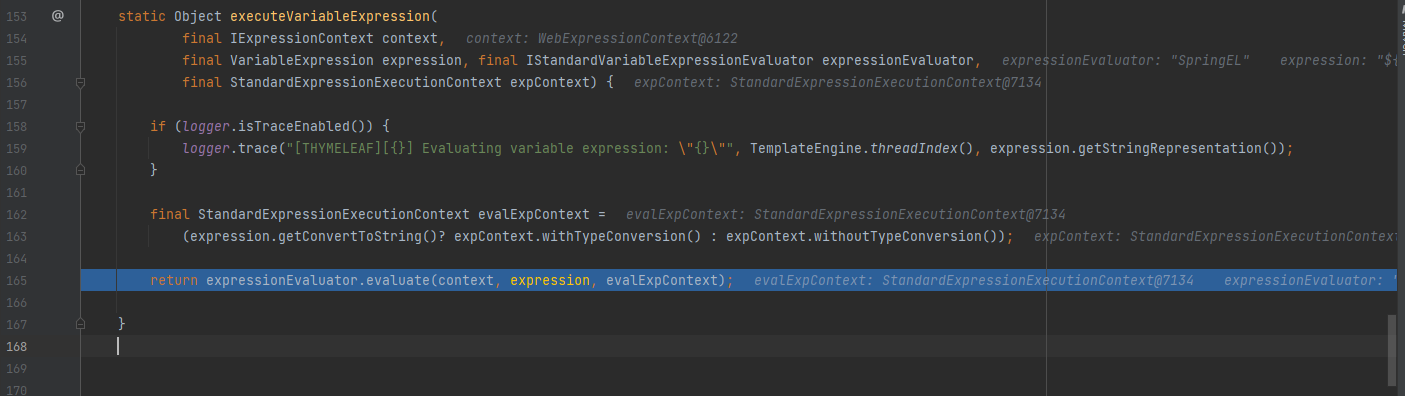 153 @ static Object executeVariableExpression(
154 final IExpressionContext context, context: WebExpressionContext@6122
155 final VariableExpression expression, final IStandardVariableExpressionEvaluator expressionEvaluator, expressionEvaluator: "SpringEL" expression: "${
156 final StandardExpressionExecutionContext expContext) { expContext: StandardExpressionExecutionContext@7134
157
158 if (logger.isTraceEnabled()) {
159 logger.trace("[THYMELEAF][{}] Evaluating variable expression: \"{}\"", TemplateEngine.threadIndex(), expression.getStringRepresentation());
160 }
161
162 final StandardExpressionExecutionContext evalExpContext = evalExpContext: StandardExpressionExecutionContext@7134
163 (expression.getConvertToString()? expContext.withTypeConversion() : expContext.withoutTypeConversion()); expContext: StandardExpressionExecutionContext
164
165 return expressionEvaluator.evaluate(context, expression, evalExpContext); evalExpContext: StandardExpressionExecutionContext@7134 expressionEvaluator: "
166
167 }
168
169
170